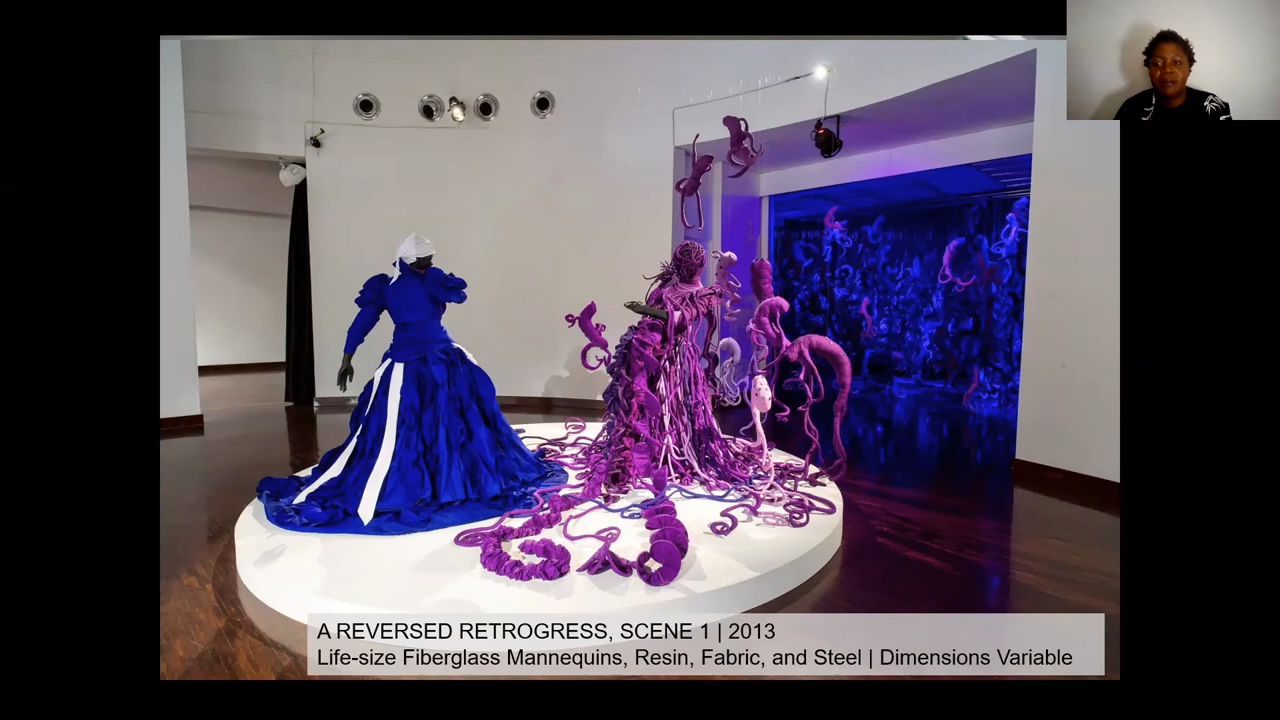 A REVERSED RETROGRESS, SCENE 1 | 2013
Life-size Fiberglass Mannequins, Resin, Fabric, and Steel | Dimensions Variable